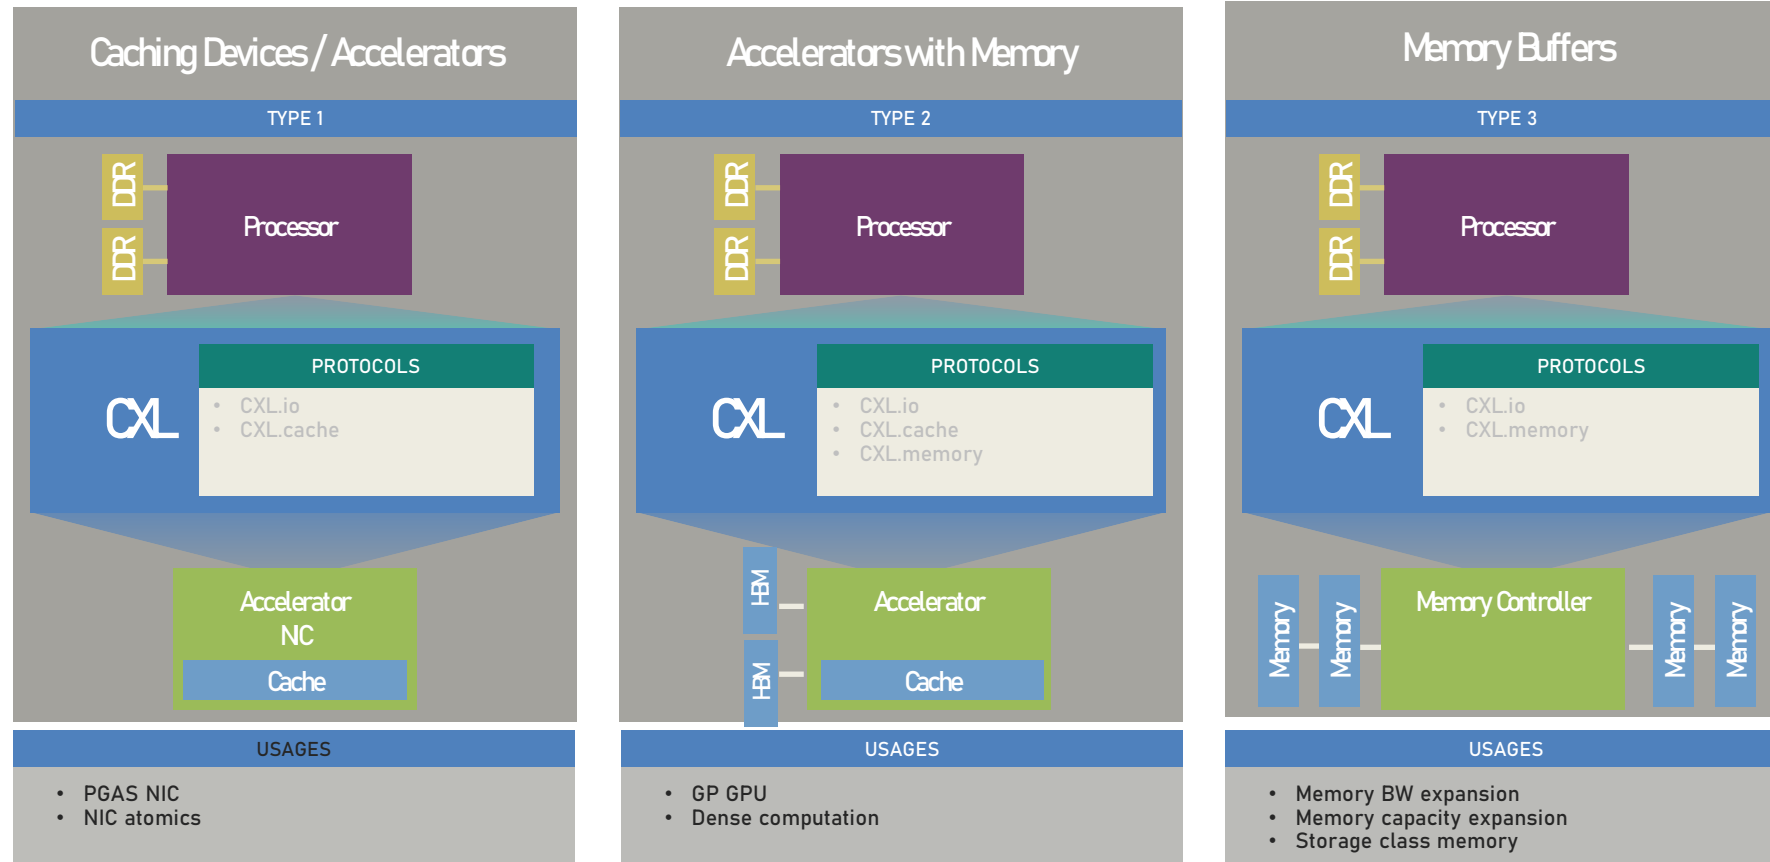 Caching Devices / Accelerators
TYPE 1
DDR
DDR
Processor
CXL
PROTOCOLS
• CXL.io
• CXL.cache
Accelerator
NIC
Cache
USAGES
• PGAS NIC
• NIC atomics
Accelerators with Memory
TYPE 2
DDR
DDR
Processor
CXL
PROTOCOLS
• CXL.io
• CXL.cache
• CXL.memory
HBM
HBM
Accelerator
Cache
USAGES
• GP GPU
• Dense computation
Memory Buffers
TYPE 3
DDR
DDR
Processor
CXL
PROTOCOLS
• CXL.io
• CXL.memory
Memory
Memory
Memory Controller
Memory
Memory
USAGES
• Memory BW expansion
• Memory capacity expansion
• Storage class memory